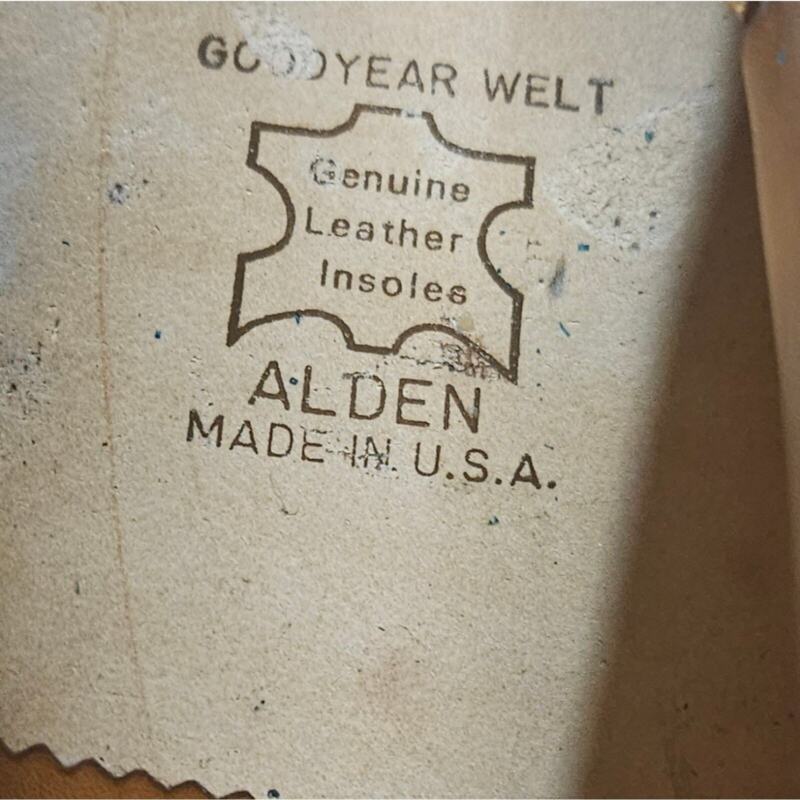 GOODYEAR WELT
Genuine
Leather
Insoles
ALDEN
MADE IN U.S.A.